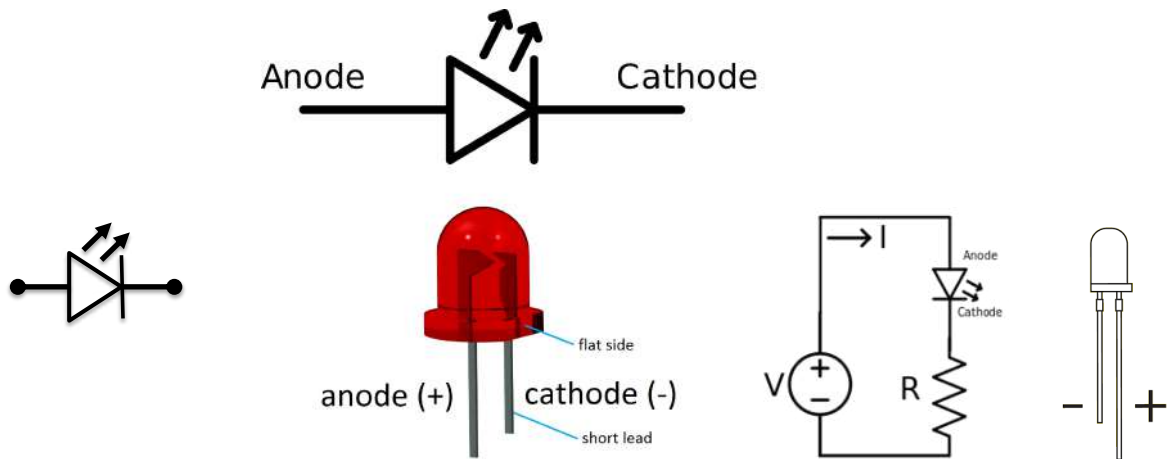 Anode
Cathode
flat side
anode (+)
cathode (-)
short lead
I
Anode
Cathode
V
+
−
R
- +